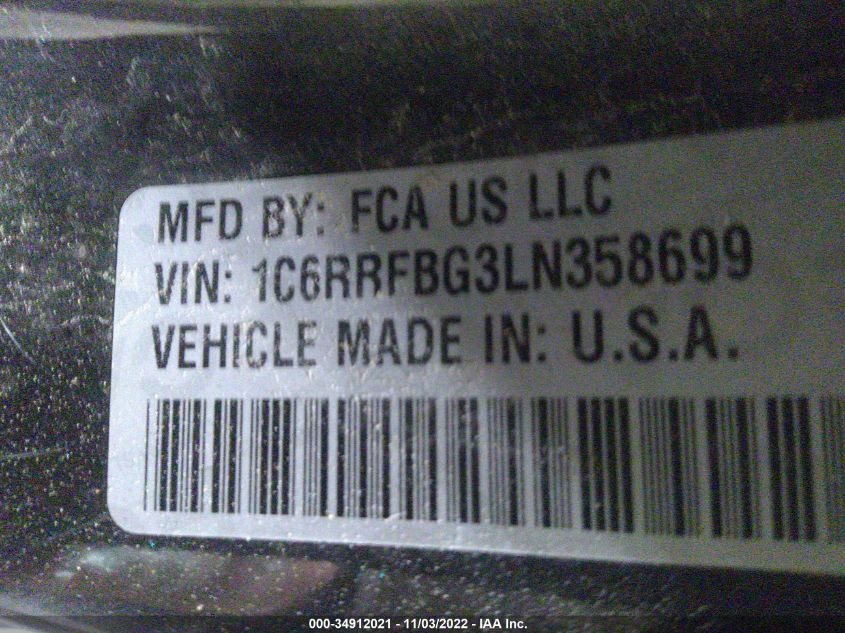 MFD BY: FCA US LLC
VIN: 1C6RRFBG3LN358699
VEHICLE MADE IN: U.S.A.
000-34912021 - 11/03/2022 - IAA Inc.